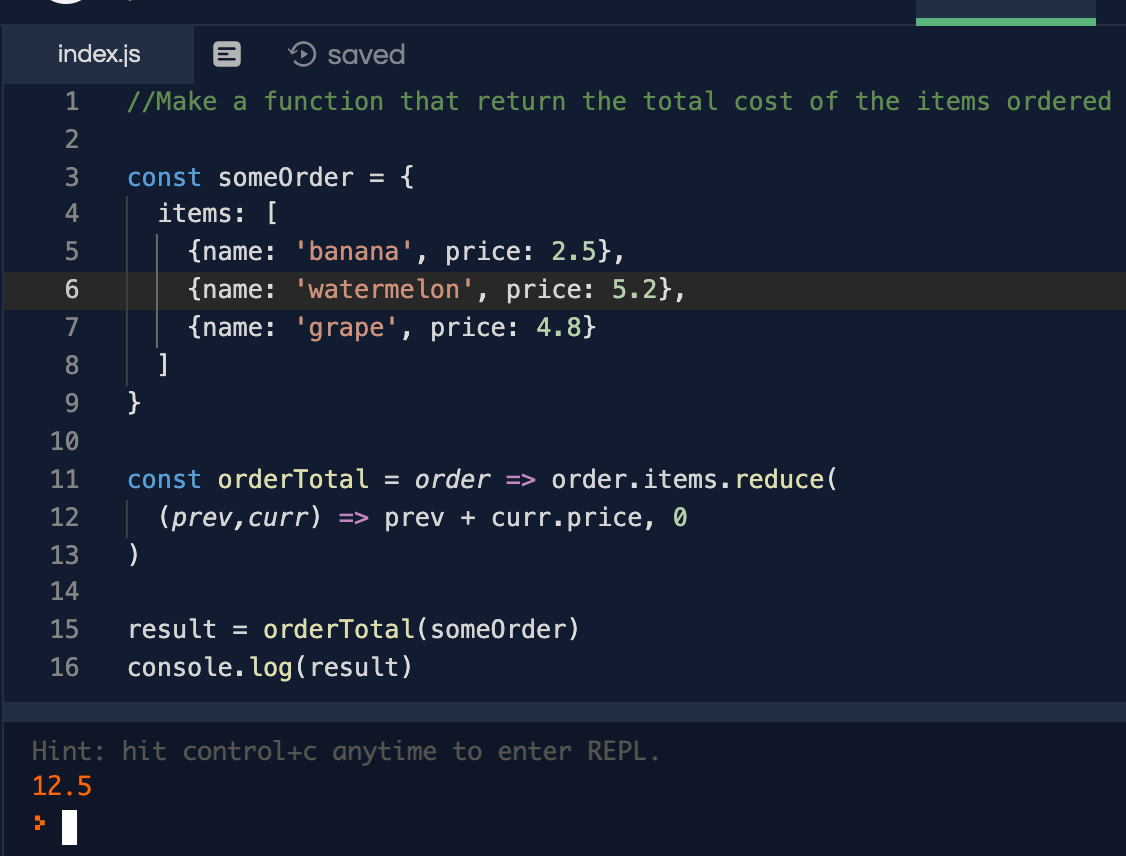 index.js saved
1 //Make a function that return the total cost of the items ordered
2
3 const someOrder = {
4 items: [
5 {name: 'banana', price: 2.5},
6 {name: 'watermelon', price: 5.2},
7 {name: 'grape', price: 4.8}
8 ]
9 }
10
11 const orderTotal = order => order.items.reduce(
12 (prev,curr) => prev + curr.price, 0
13 )
14
15 result = orderTotal(someOrder)
16 console.log(result)
Hint: hit control+c anytime to enter REPL.
12.5